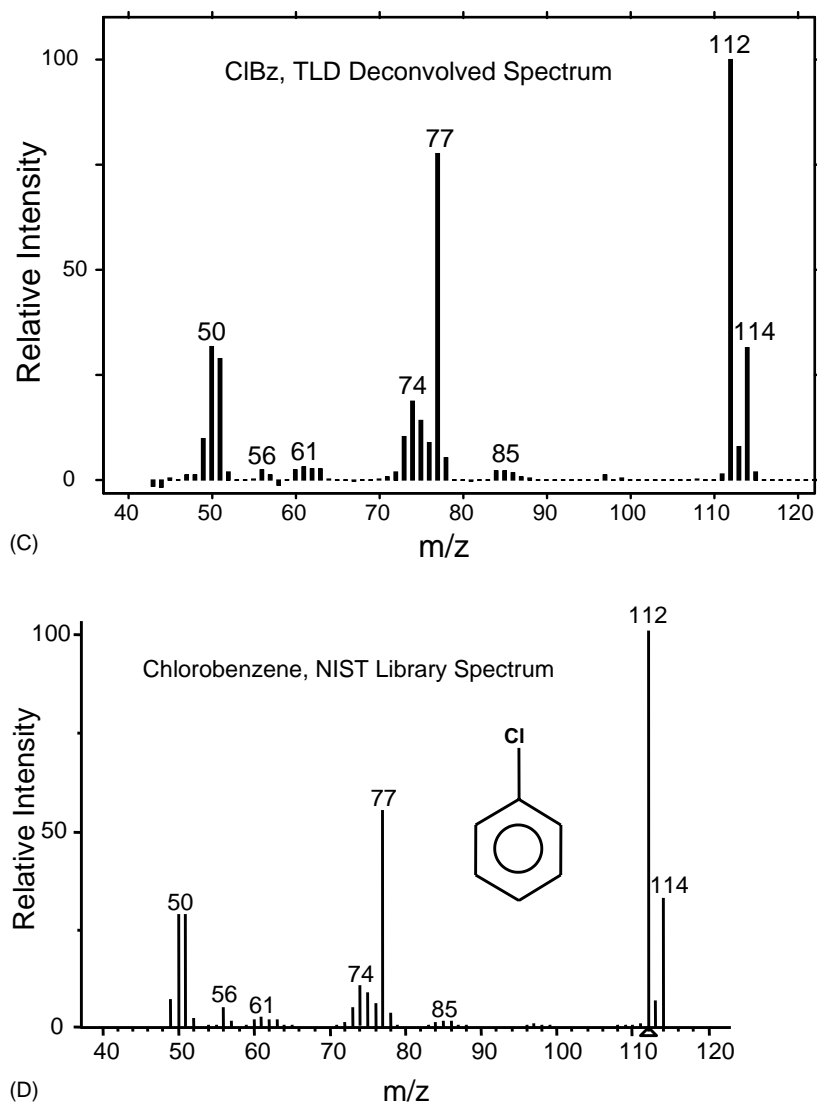 100
112
ClBz, TLD Deconvolved Spectrum
77
Relative Intensity
50
50
114
74
56
61
85
0
40 50 60 70 80 90 100 110 120
(C)
m/z
112
100
Chlorobenzene, NIST Library Spectrum
Cl
Relative Intensity
77
50
50
114
74
56
61
85
0
40 50 60 70 80 90 100 110 120
(D)
m/z